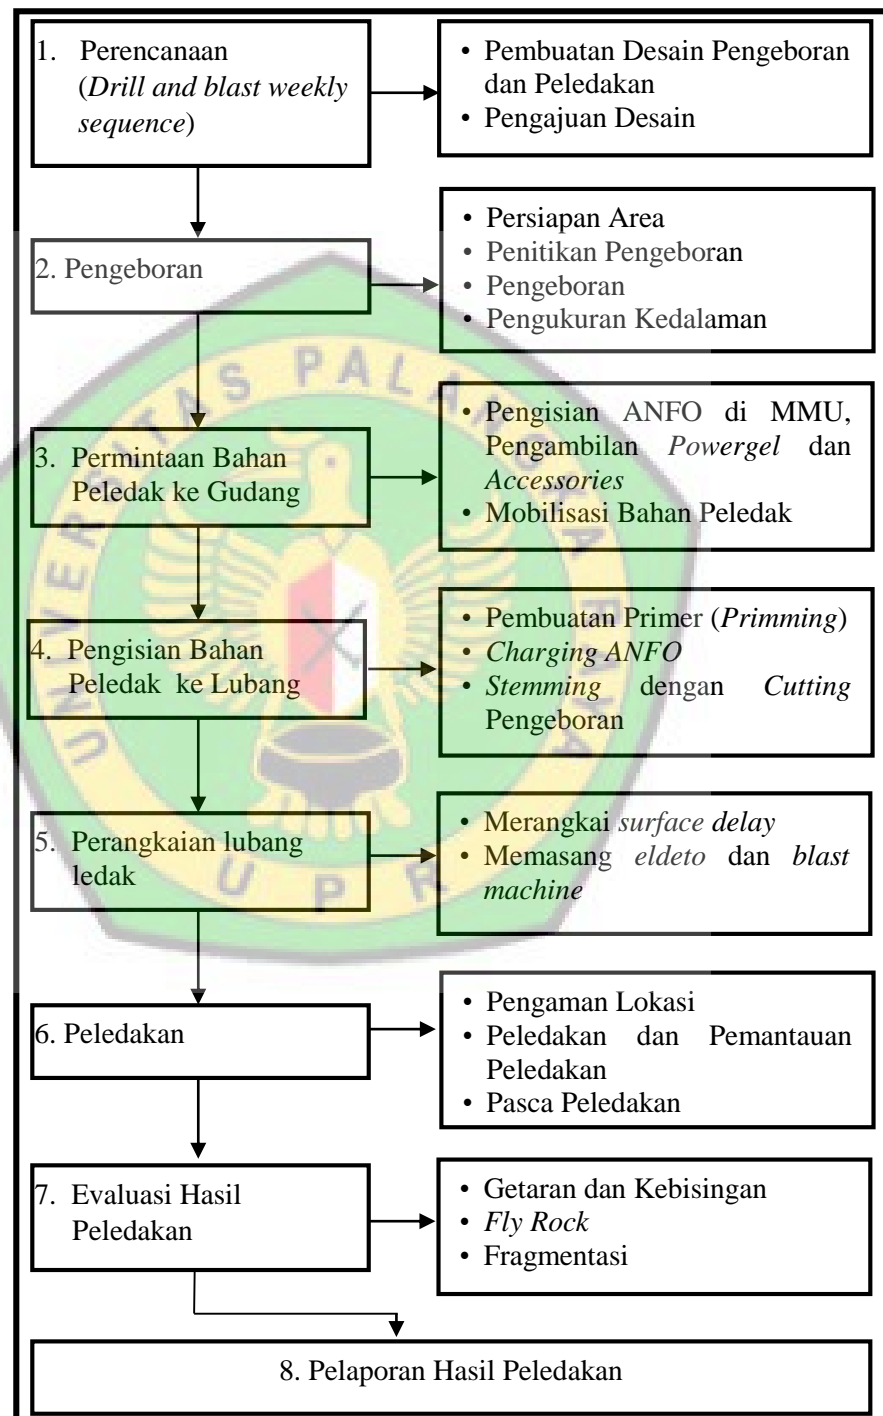 1. Perencanaan
(Drill and blast weekly
sequence)
• Pembuatan Desain Pengeboran
dan Peledakan
• Pengajuan Desain
2. Pengeboran
• Persiapan Area
• Penitikan Pengeboran
• Pengeboran
• Pengukuran Kedalaman
3. Permintaan Bahan
Peledak ke Gudang
• Pengisian ANFO di MMU,
Pengambilan Powergel dan
Accessories
• Mobilisasi Bahan Peledak
4. Pengisian Bahan
Peledak ke Lubang
• Pembuatan Primer (Primming)
• Charging ANFO
• Stemming dengan Cutting
Pengeboran
5. Perangkaian lubang
ledak
• Merangkai surface delay
• Memasang eldeto dan blast
machine
6. Peledakan
• Pengaman Lokasi
• Peledakan dan Pemantauan
Peledakan
• Pasca Peledakan
7. Evaluasi Hasil
Peledakan
• Getaran dan Kebisingan
• Fly Rock
• Fragmentasi
8. Pelaporan Hasil Peledakan
UNIVERSITAS PALANGKA RAYA
UPR